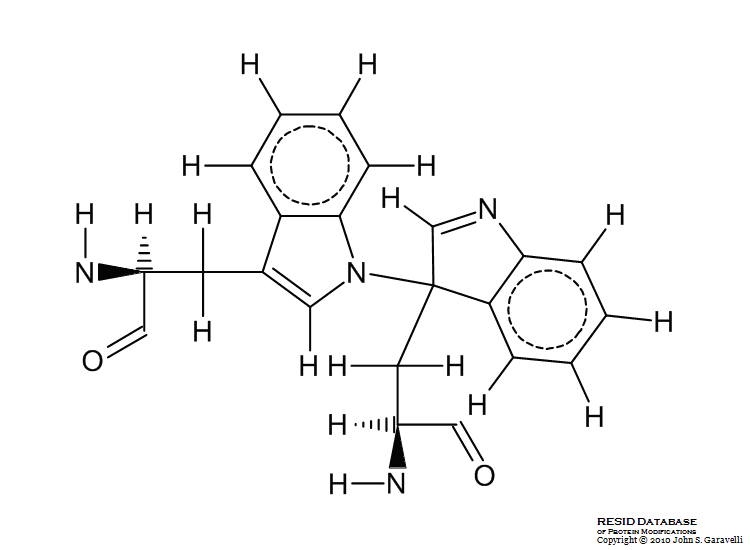 H H
H H
H
H H H H
N N
N
H
H
O
H
H H H
H
H
H
O
H N
RESID DATABASE
of PROTEIN MODIFICATIONS
Copyright © 2010 John S. Garavelli